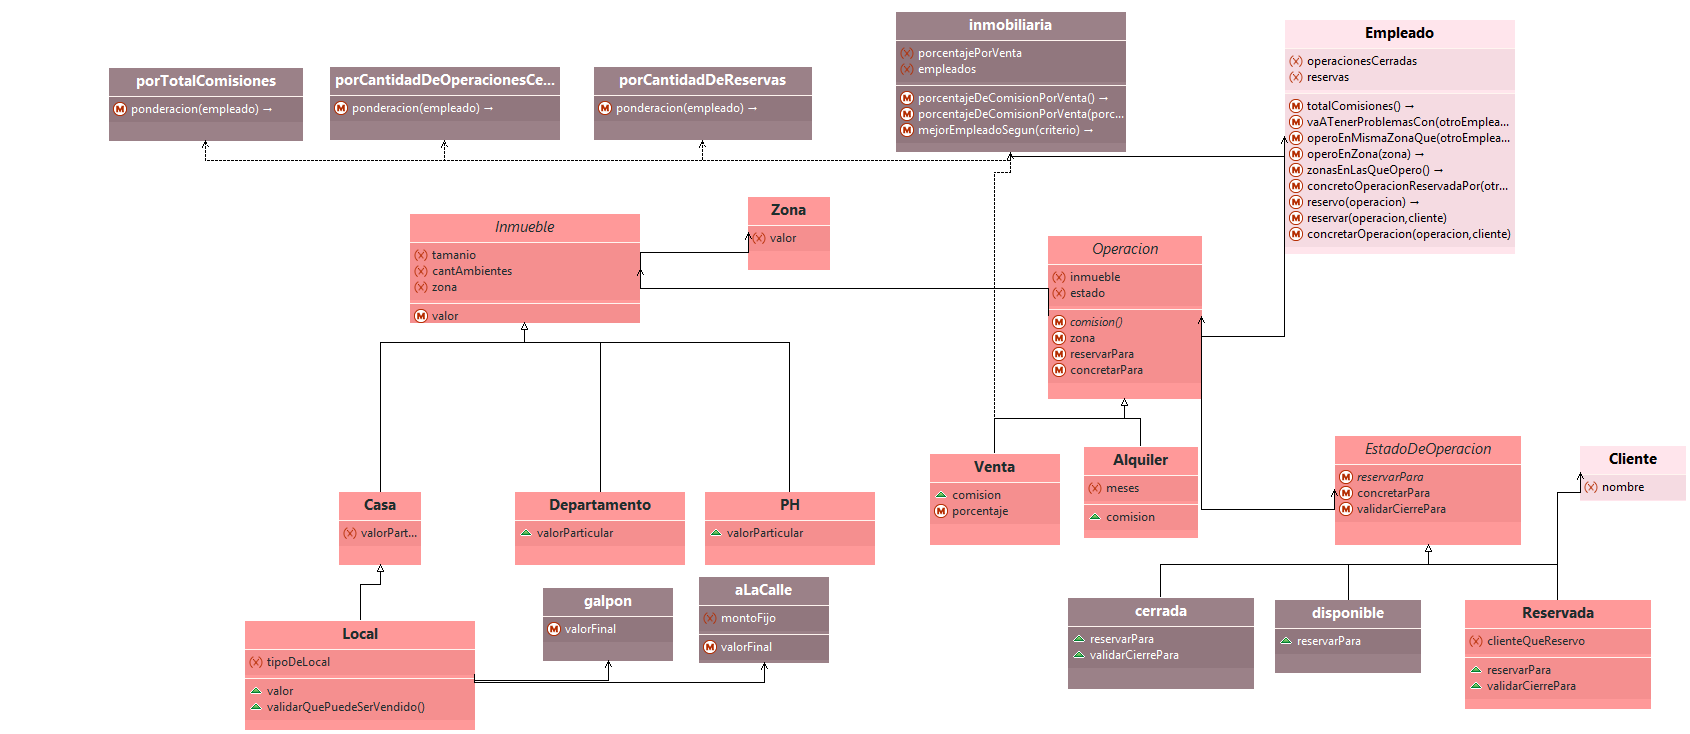 porTotalComisiones
ponderacion(empleado) →
porCantidadDeOperacionesCe...
ponderacion(empleado) →
porCantidadDeReservas
ponderacion(empleado) →
inmobiliaria
porcentajePorVenta
empleados
porcentajeDeComisionPorVenta() →
porcentajeDeComisionPorVenta(porc...
mejorEmpleadoSegun(criterio) →
Empleado
operacionesCerradas
reservas
totalComisiones() →
vaATenerProblemasCon(otroEmplea...
operoEnMismaZonaQue(otroEmplea...
operoEnZona(zona) →
zonasEnLasQueOpero() →
concretoOperacionReservadaPor(otr...
reservo(operacion) →
reservar(operacion,cliente)
concretarOperacion(operacion,cliente)
Inmueble
tamanio
cantAmbientes
zona
valor
Zona
valor
Operacion
inmueble
estado
comision()
zona
reservarPara
concretarPara
Casa
valorPart...
Departamento
valorParticular
PH
valorParticular
Venta
comision
porcentaje
Alquiler
meses
comision
EstadoDeOperacion
reservarPara
concretarPara
validarCierrePara
Cliente
nombre
Local
tipoDeLocal
valor
validarQuePuedeSerVendido()
galpon
valorFinal
aLaCalle
montoFijo
valorFinal
cerrada
reservarPara
validarCierrePara
disponible
reservarPara
Reservada
clienteQueReservo
reservarPara
validarCierrePara